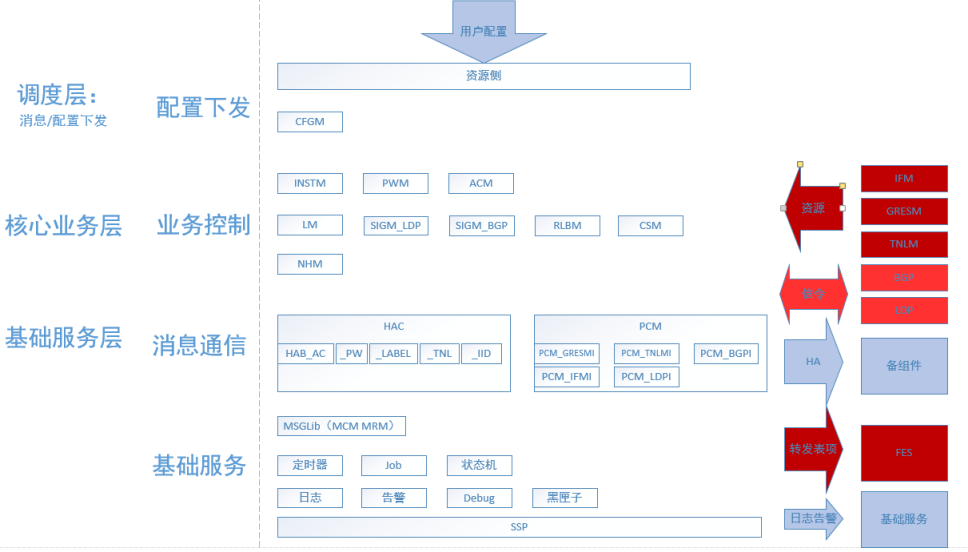 用户配置
资源侧
调度层：
消息/配置下发
配置下发
CFGM
INSTM
PWM
ACM
核心业务层
业务控制
LM
SIGM_LDP
SIGM_BGP
RLBM
CSM
NHM
资源
IFM
GRESM
TNLM
信令
BGP
LDP
基础服务层
消息通信
HAC
HAB_AC
_PW
_LABEL
_TNL
_IID
PCM
PCM_GRESMI
PCM_TNLMI
PCM_BGPI
PCM_IFMI
PCM_LDPI
HA
备组件
MSGLib（MCM MRM）
基础服务
定时器
Job
状态机
日志
告警
Debug
黑匣子
SSP
转发表项
FES
日志告警
基础服务